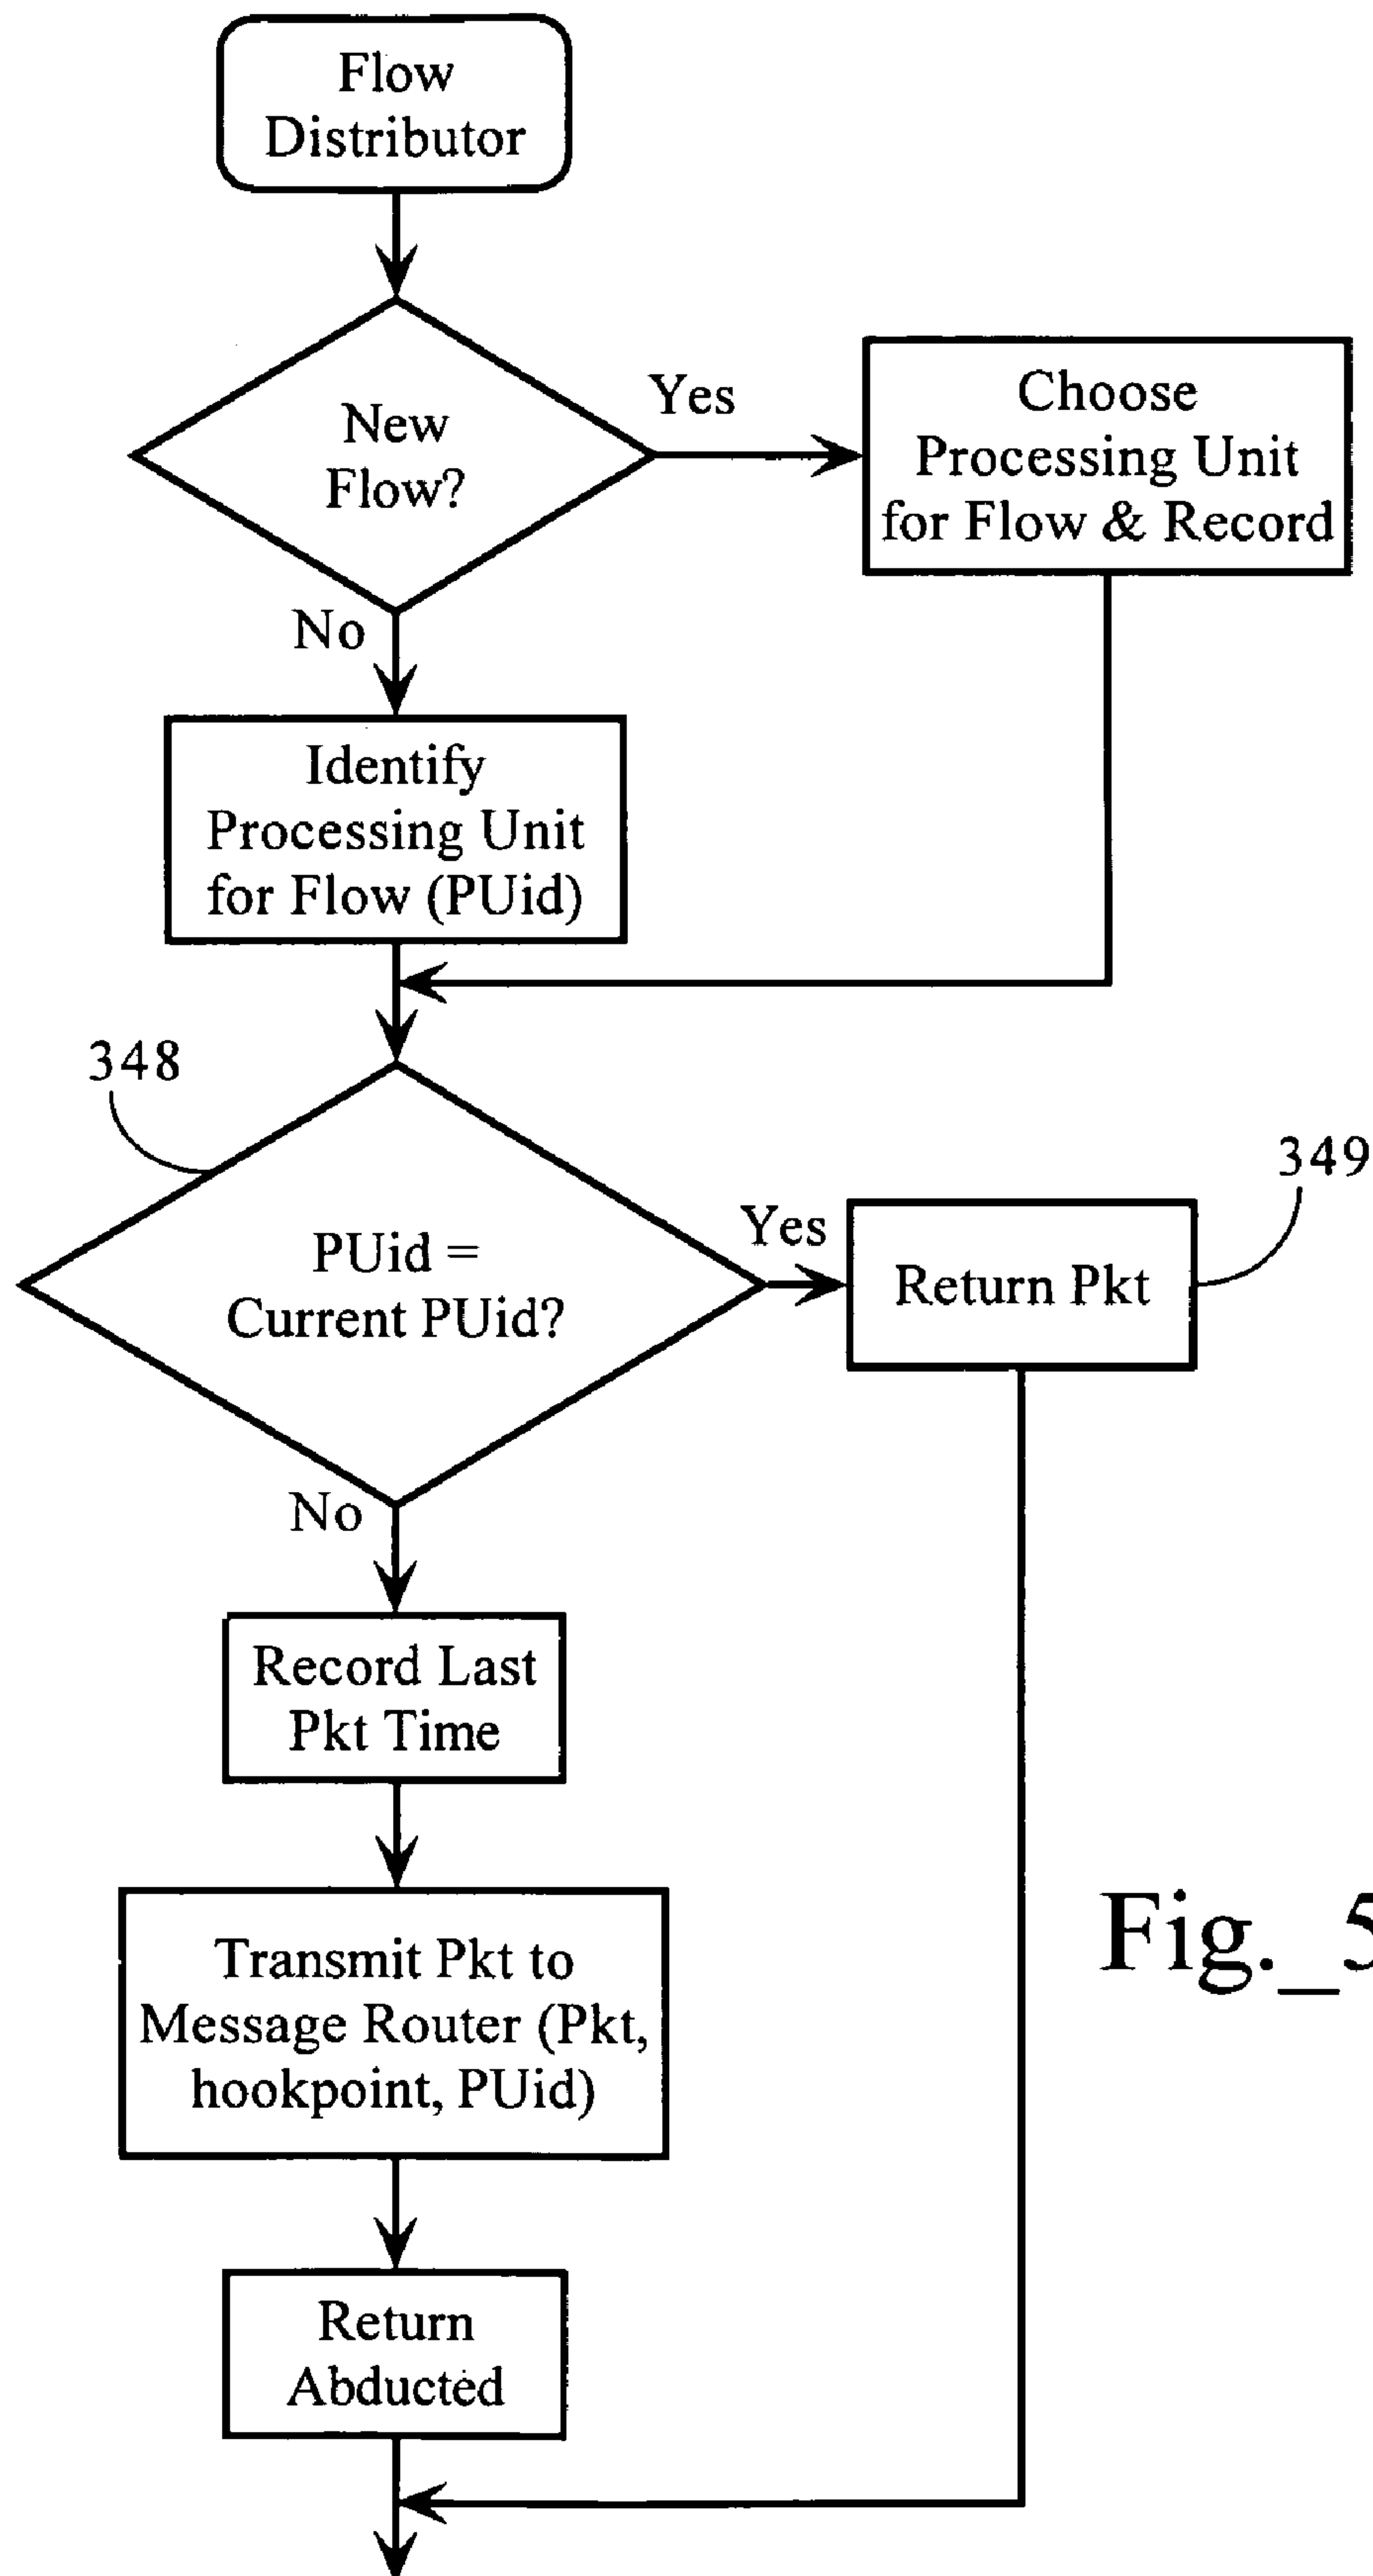 Flow
Distributor
New
Flow?
Yes
Choose
Processing Unit
for Flow & Record
No
Identify
Processing Unit
for Flow (PUid)
348
PUid =
Current PUid?
Yes
Return Pkt
349
No
Record Last
Pkt Time
Transmit Pkt to
Message Router (Pkt,
hookpoint, PUid)
Return
Abducted
Fig._5